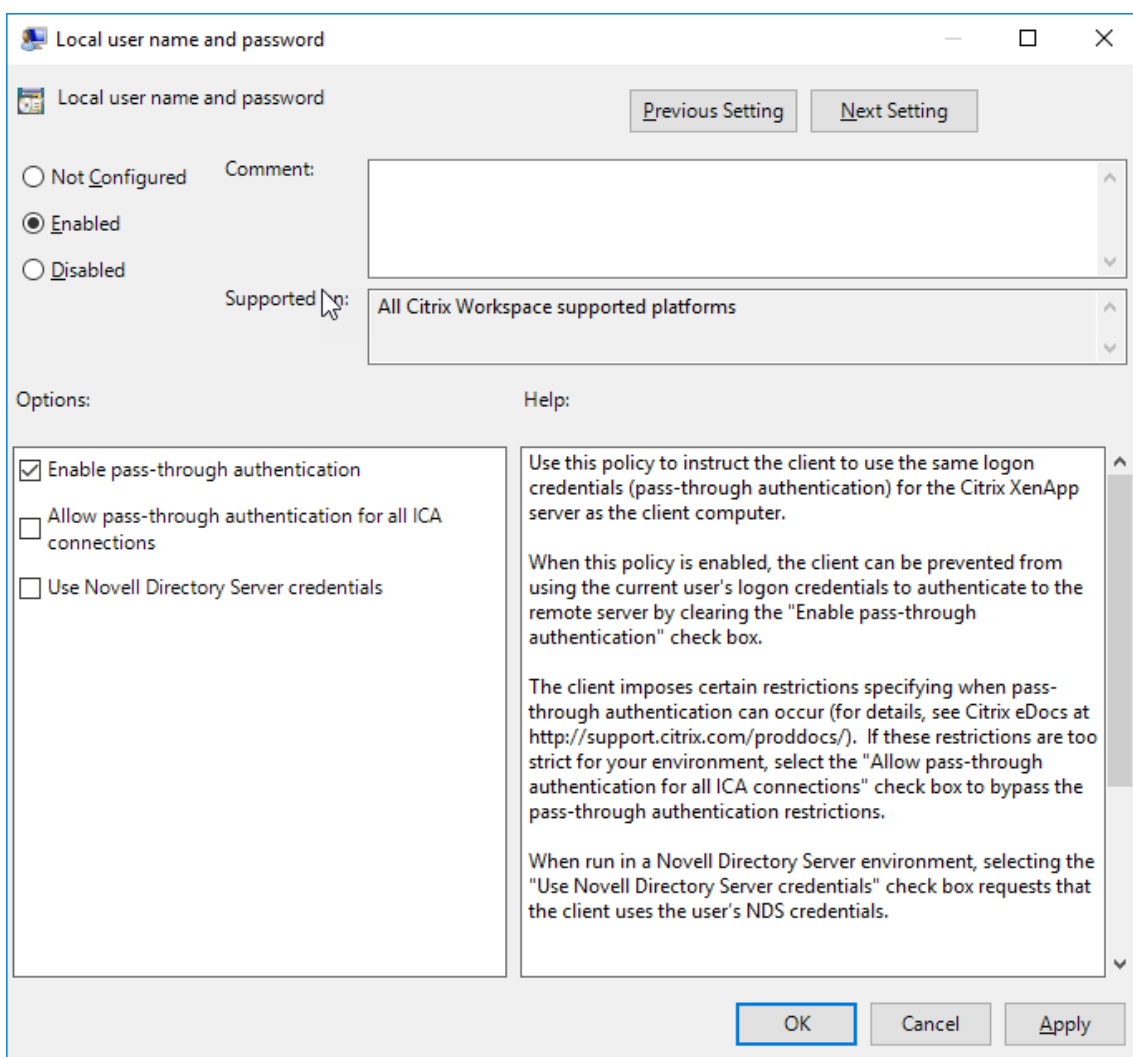 Local user name and password
Local user name and password
Previous Setting
Next Setting
Not Configured
Comment:
Enabled
Disabled
Supported on:
All Citrix Workspace supported platforms
Options:
Help:
Enable pass-through authentication
Allow pass-through authentication for all ICA
connections
Use Novell Directory Server credentials
Use this policy to instruct the client to use the same logon
credentials (pass-through authentication) for the Citrix XenApp
server as the client computer.
When this policy is enabled, the client can be prevented from
using the current user's logon credentials to authenticate to the
remote server by clearing the "Enable pass-through
authentication" check box.
The client imposes certain restrictions specifying when pass-
through authentication can occur (for details, see Citrix eDocs at
http://support.citrix.com/proddocs/).  If these restrictions are too
strict for your environment, select the "Allow pass-through
authentication for all ICA connections" check box to bypass the
pass-through authentication restrictions.
When run in a Novell Directory Server environment, selecting the
"Use Novell Directory Server credentials" check box requests that
the client uses the user's NDS credentials.
OK
Cancel
Apply